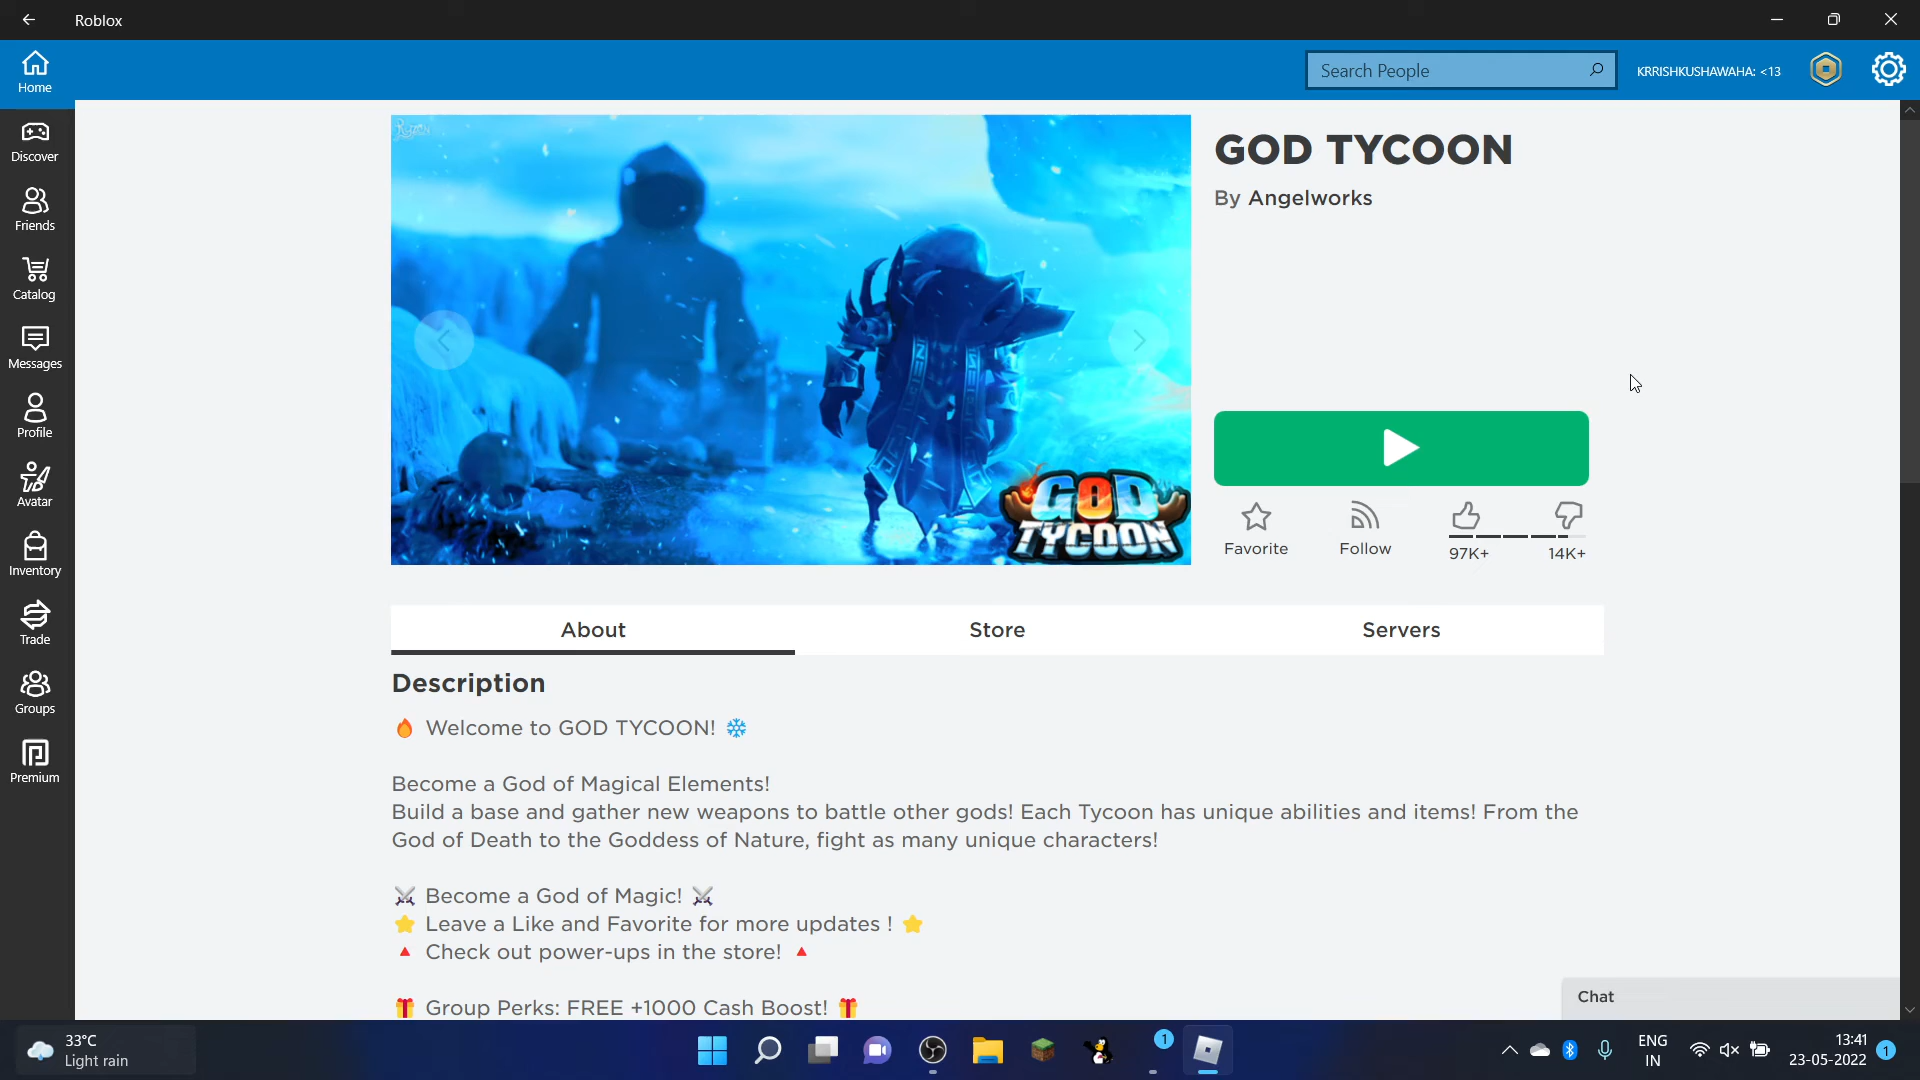 Roblox
Search People
KRRISHKUSHAWAHA: <13
Home
Discover
Friends
Catalog
Messages
Profile
Avatar
Inventory
Trade
Groups
Premium
GOD TYCOON
GOD TYCOON
By Angelworks
Favorite
Follow
97K+
14K+
About
Store
Servers
Description
🔥 Welcome to GOD TYCOON! ❄️
Become a God of Magical Elements!
Build a base and gather new weapons to battle other gods! Each Tycoon has unique abilities and items! From the
God of Death to the Goddess of Nature, fight as many unique characters!
⚔️ Become a God of Magic! ⚔️
⭐ Leave a Like and Favorite for more updates ! ⭐
🔺 Check out power-ups in the store! 🔺
🎁 Group Perks: FREE +1000 Cash Boost! 🎁
Chat
33°C
Light rain
1
ENG
IN
13:41
23-05-2022
1